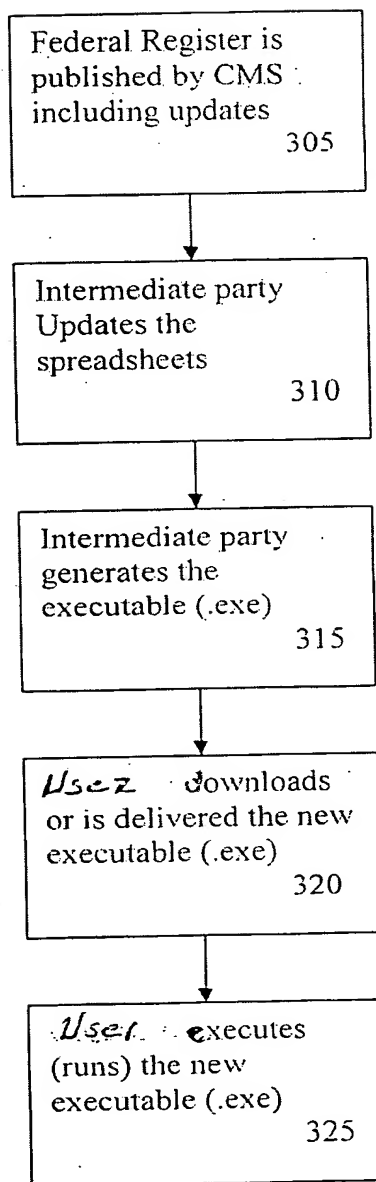 Federal Register is
published by CMS
including updates
305
Intermediate party
Updates the
spreadsheets
310
Intermediate party
generates the
executable (.exe)
315
User downloads
or is delivered the new
executable (.exe)
320
User executes
(runs) the new
executable (.exe)
325